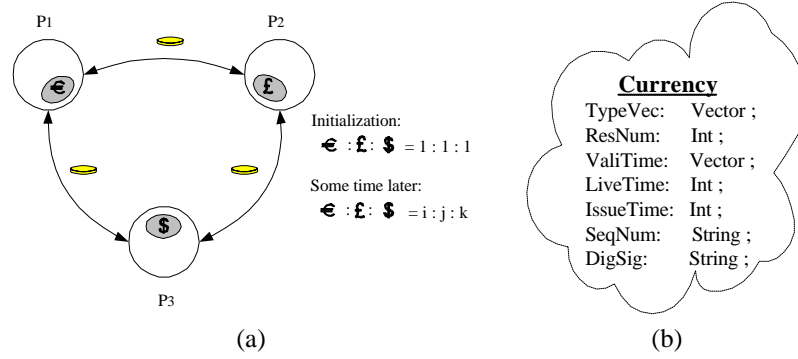 P1
P2
€
£
Initialization:
€ : £ : $ = 1 : 1 : 1
Some time later:
€ : £ : $ = i : j : k
$
P3
(a)
Currency
TypeVec: Vector ;
ResNum: Int ;
ValiTime: Vector ;
LiveTime: Int ;
IssueTime: Int ;
SeqNum: String ;
DigSig: String ;
(b)